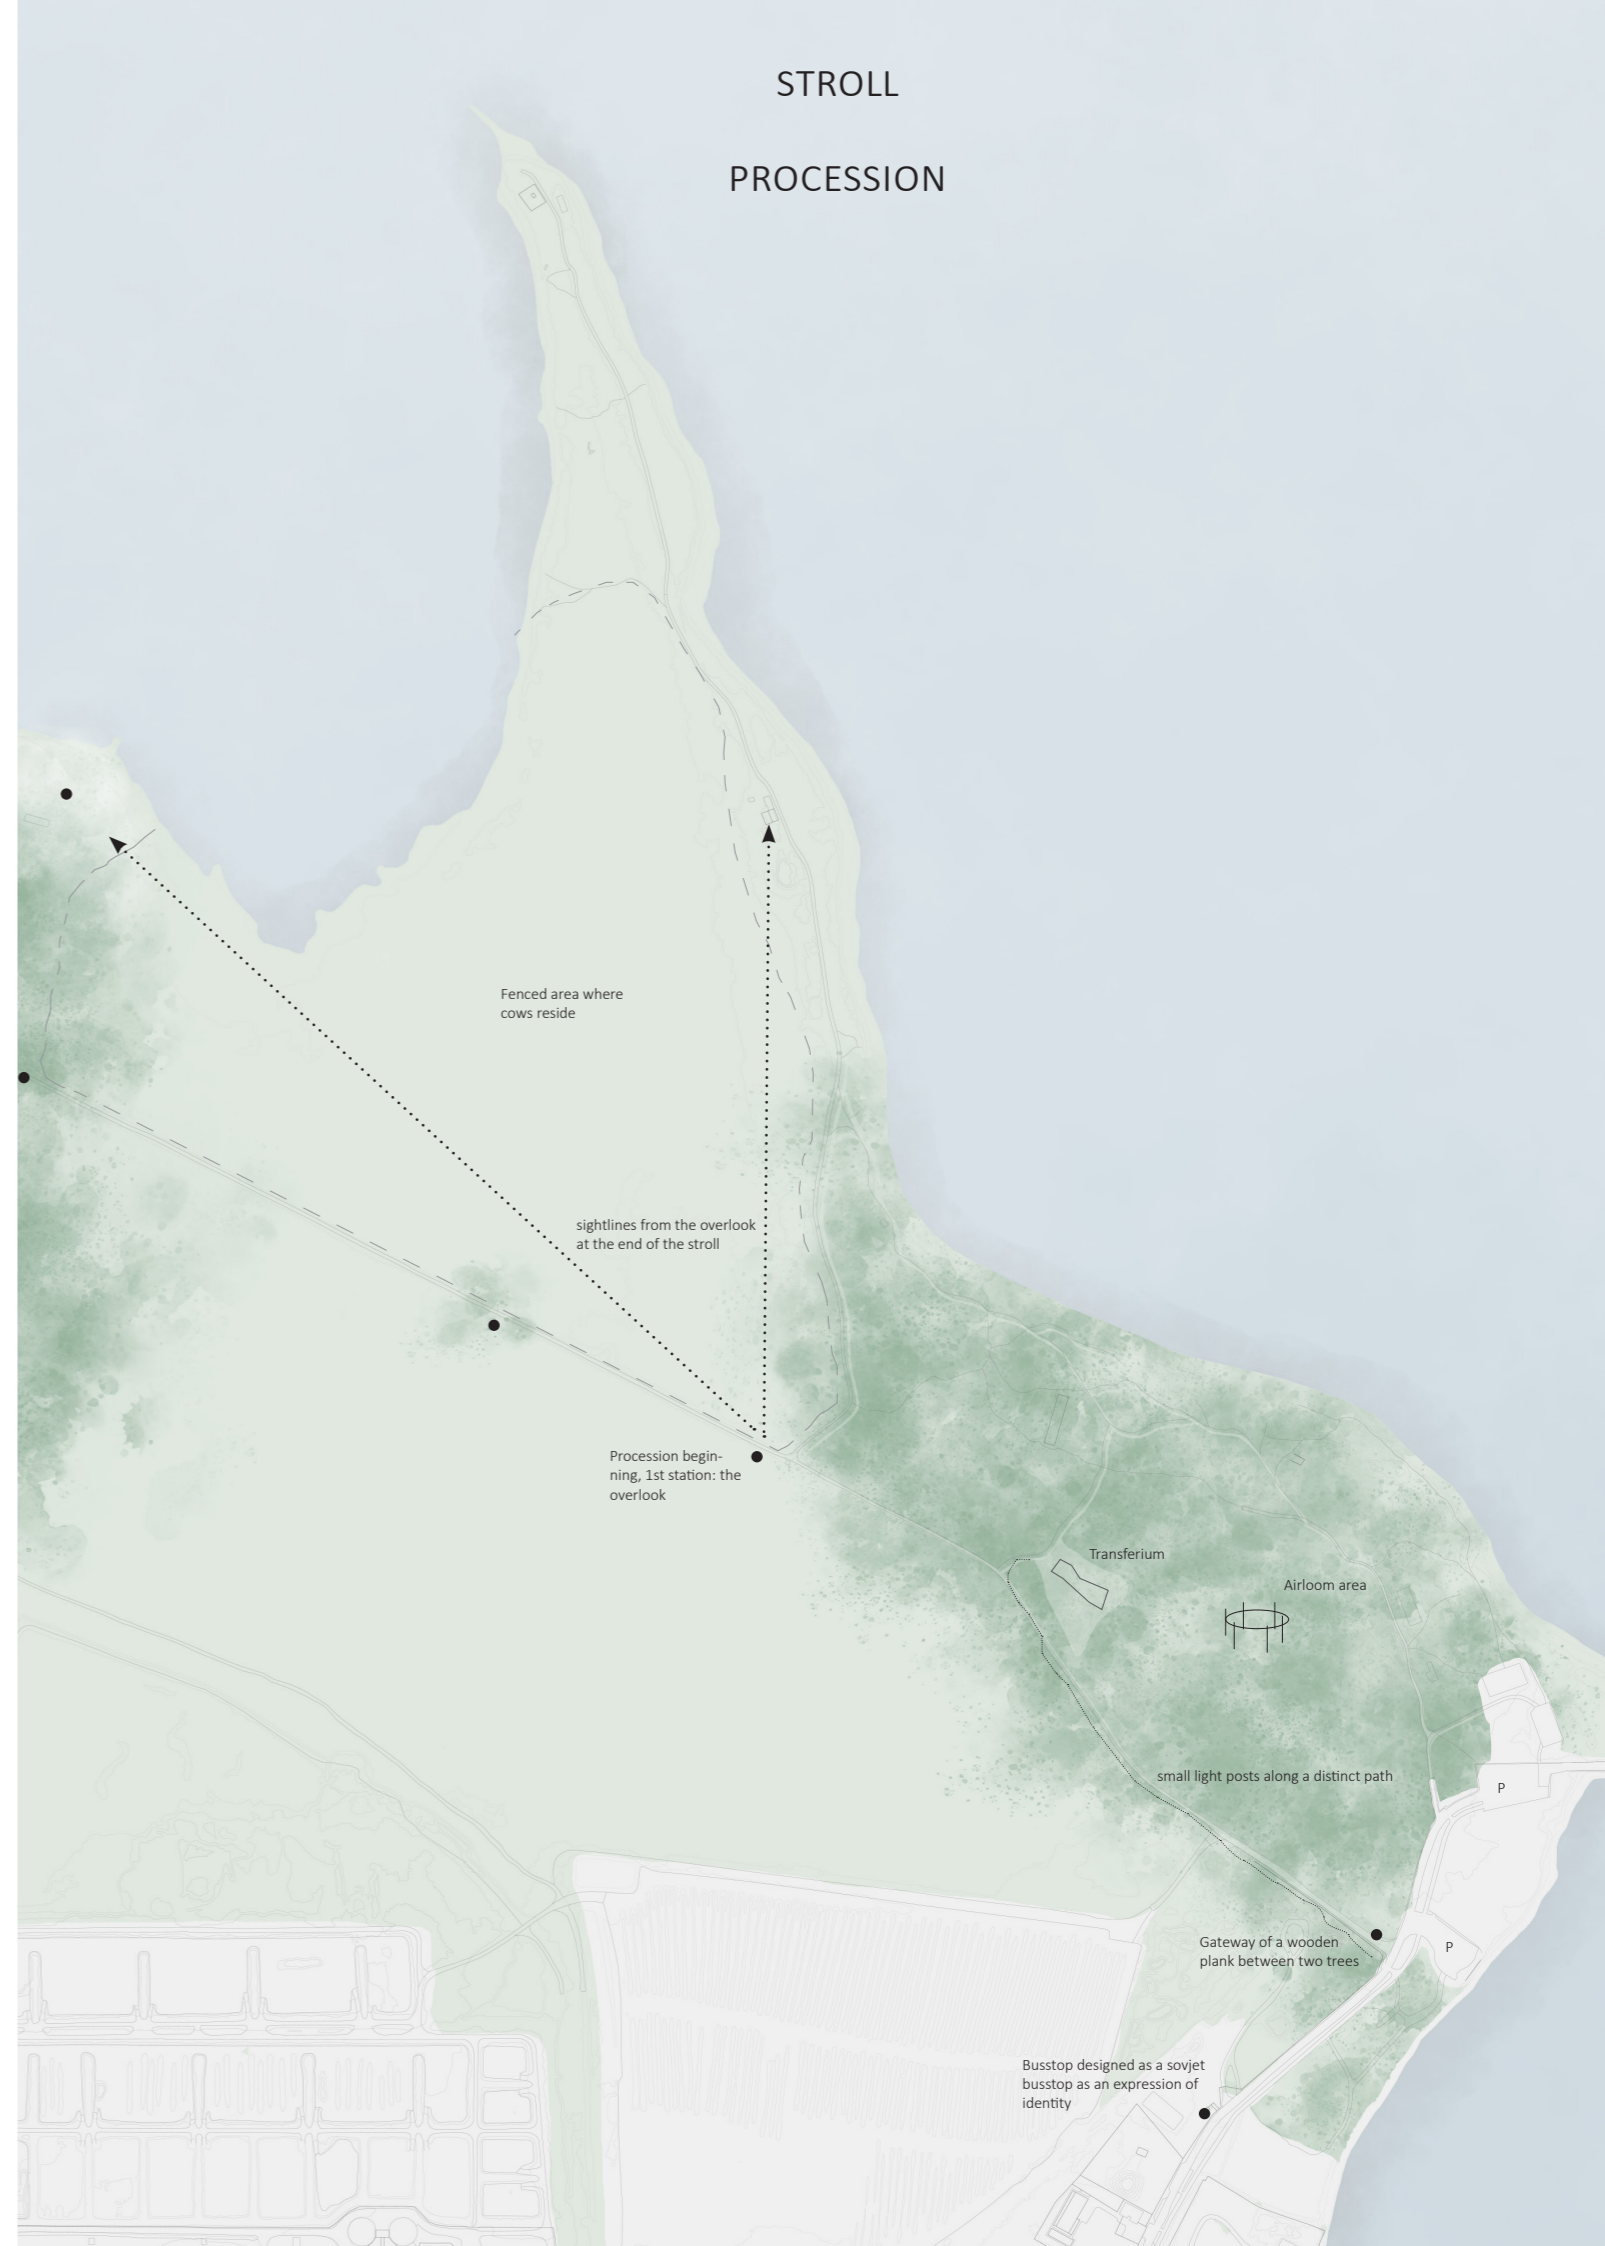 STROLL
PROCESSION
Fenced area where
cows reside
sightlines from the overlook
at the end of the stroll
Procession begin-
ning, 1st station: the
overlook
Transferium
Airloom area
small light posts along a distinct path
P
Gateway of a wooden
plank between two trees
P
Busstop designed as a sovjet
busstop as an expression of
identity